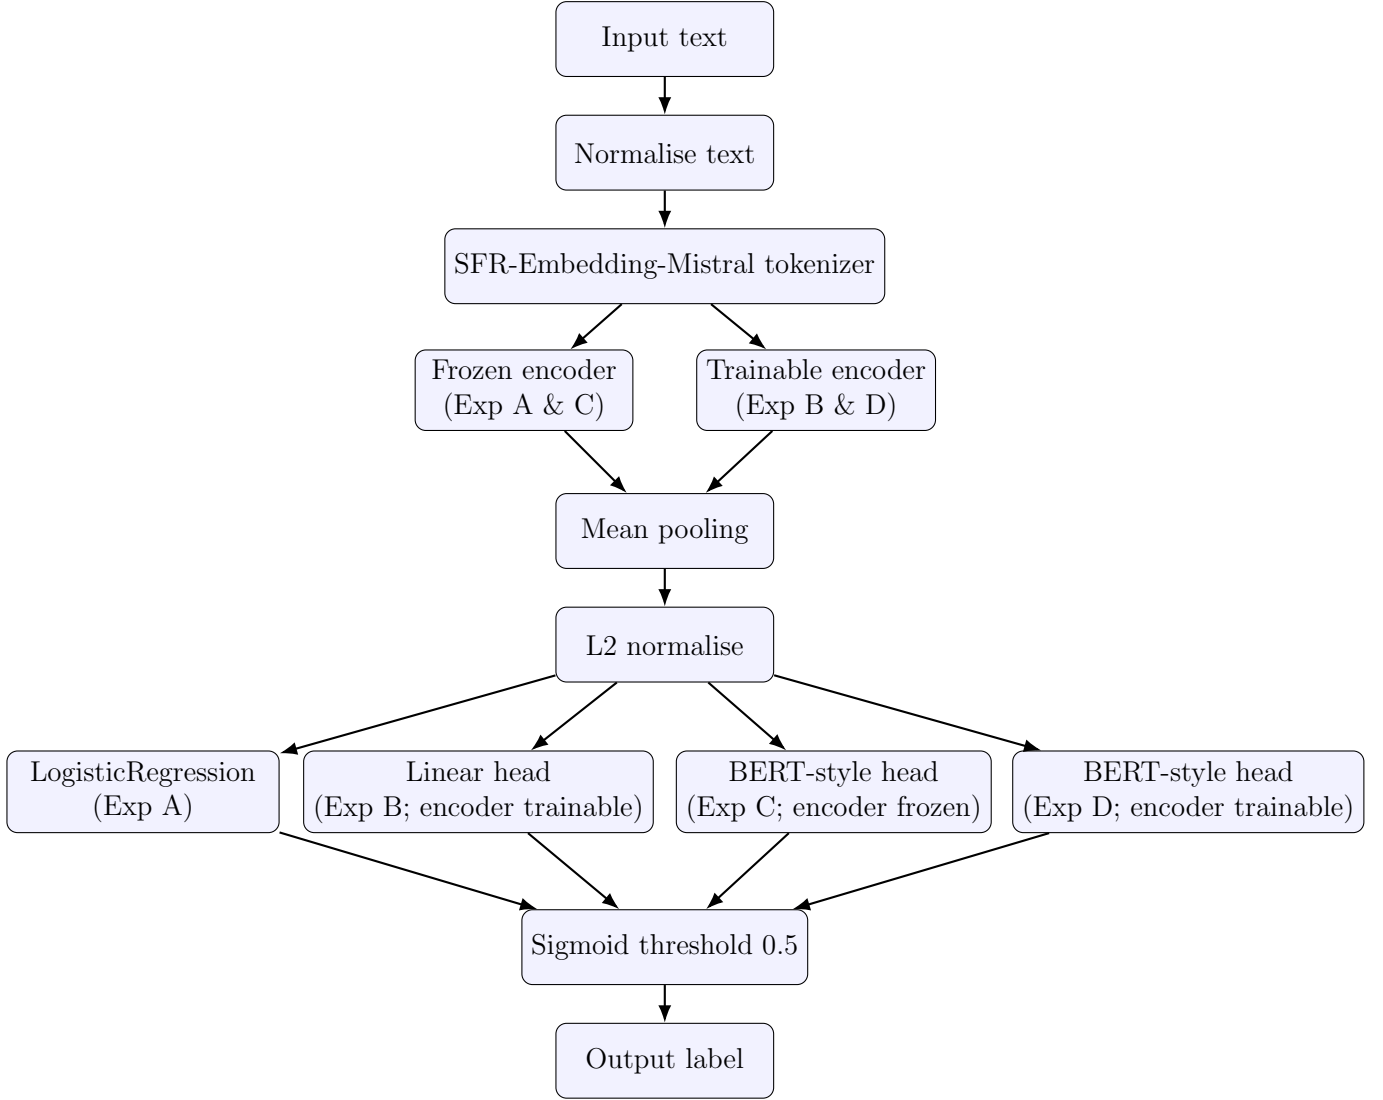 Input text
Normalise text
SFR-Embedding-Mistral tokenizer
Frozen encoder
(Exp A & C)
Trainable encoder
(Exp B & D)
Mean pooling
L2 normalise
LogisticRegression
(Exp A)
Linear head
(Exp B; encoder trainable)
BERT-style head
(Exp C; encoder frozen)
BERT-style head
(Exp D; encoder trainable)
Sigmoid threshold 0.5
Output label